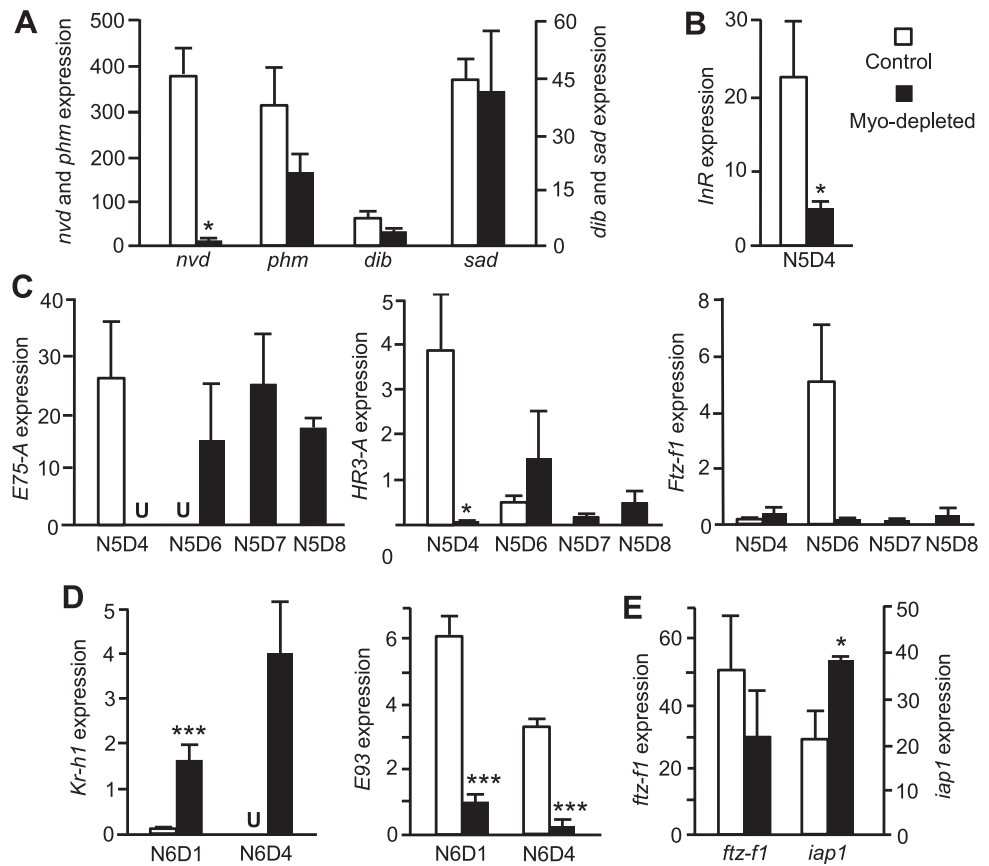 A
nvd and phm expression
500
400
300
200
100
0
60
45
30
15
0
dib and sad expression
*
nvd phm dib sad
B
InR expression
30
20
10
0
*
N5D4
Control
Myo-depleted
C
E75-A expression
40
30
20
10
0
U U
N5D4 N5D6 N5D7 N5D8
HR3-A expression
5
4
3
2
1
0
*
N5D4 N5D6 N5D7 N5D8
Ftz-f1 expression
8
6
4
2
0
N5D4 N5D6 N5D7 N5D8
D
Kr-h1 expression
5
4
3
2
1
0
***
U
N6D1 N6D4
E93 expression
6
4
2
0
***
***
N6D1 N6D4
E
ftz-f1 expression
60
40
20
0
50
40
30
20
10
0
iap1 expression
*
ftz-f1 iap1